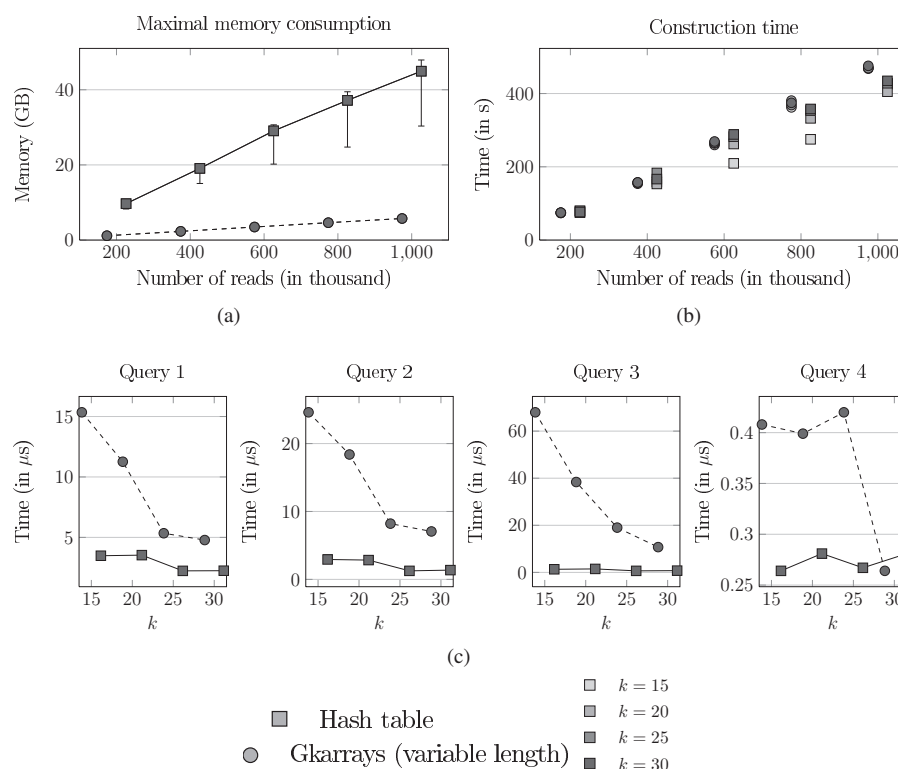 Maximal memory consumption
Memory (GB)
40
20
0
200 400 600 800 1,000
Number of reads (in thousand)
(a)
Construction time
Time (in s)
400
200
0
200 400 600 800 1,000
Number of reads (in thousand)
(b)
Query 1
Time (in μs)
15
10
5
15 20 25 30
k
Query 2
Time (in μs)
20
10
0
15 20 25 30
k
Query 3
Time (in μs)
60
40
20
0
15 20 25 30
k
Query 4
Time (in μs)
0.4
0.35
0.3
0.25
15 20 25 30
k
(c)
Hash table
Gkarrays (variable length)
k = 15
k = 20
k = 25
k = 30